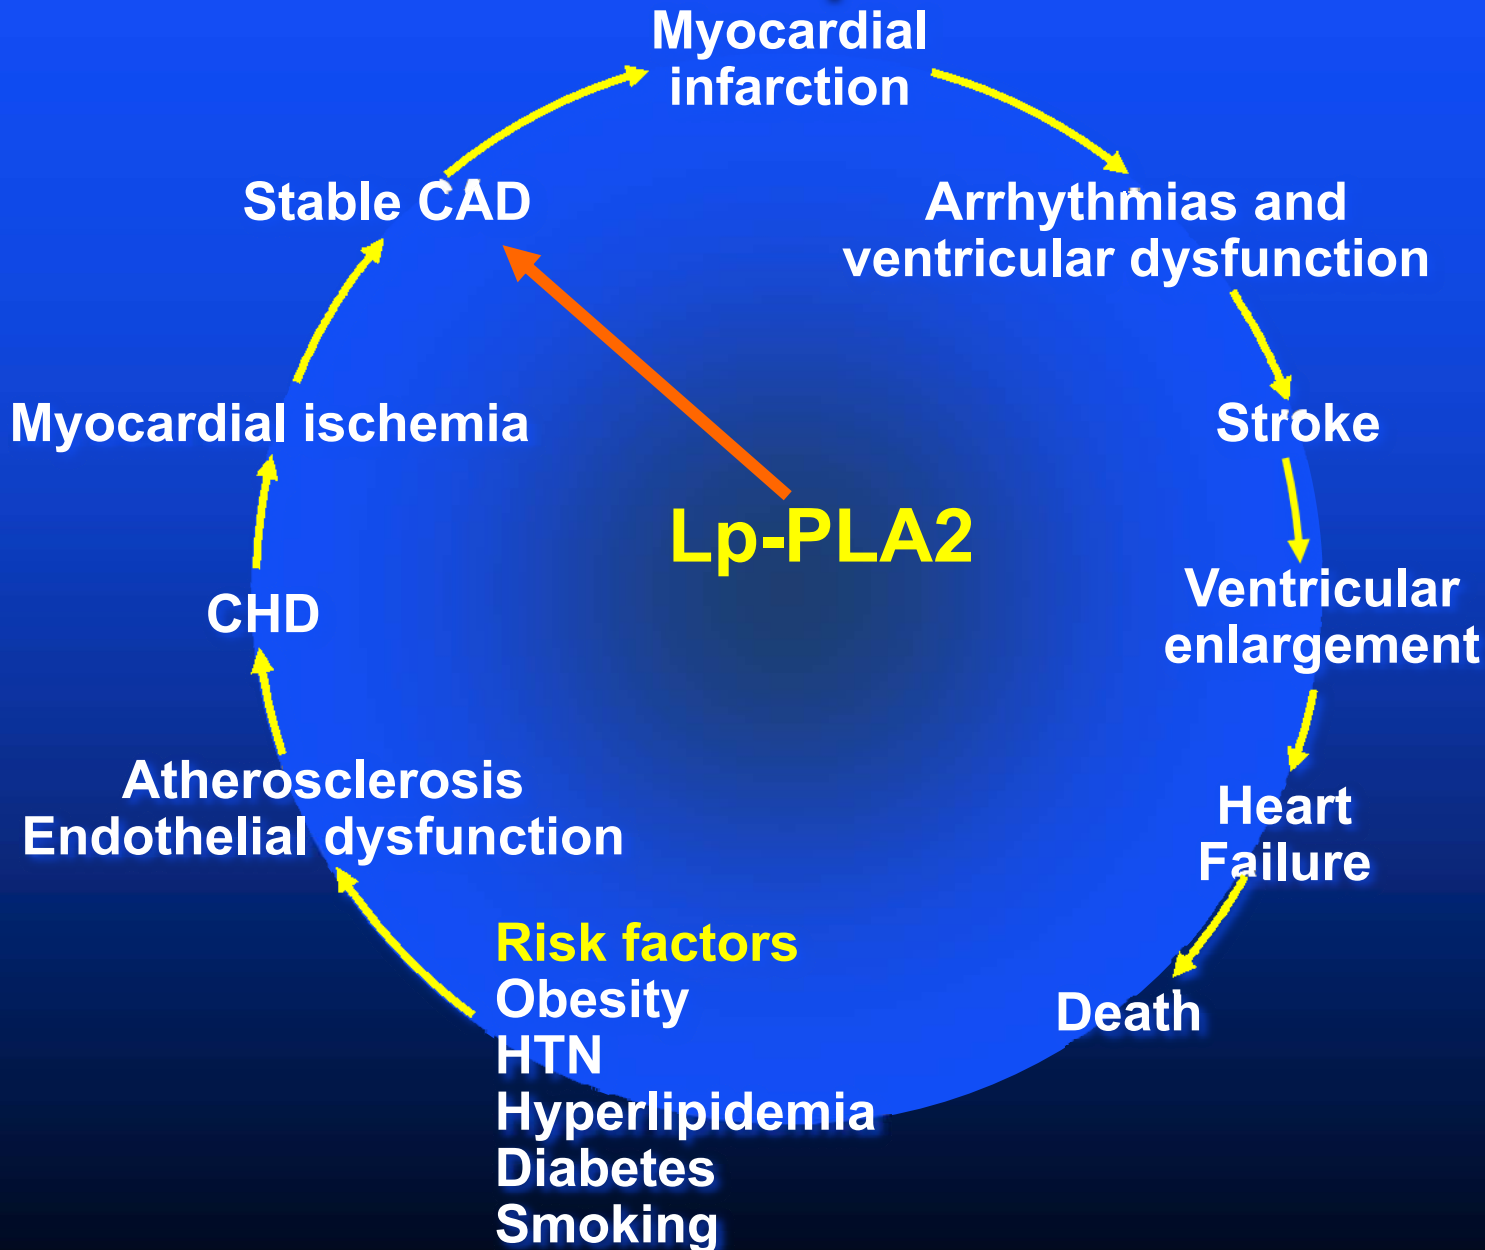 Myocardial
infarction
Stable CAD
Arrhythmias and
ventricular dysfunction
Myocardial ischemia
Stroke
Lp-PLA2
CHD
Ventricular
enlargement
Atherosclerosis
Endothelial dysfunction
Heart
Failure
Risk factors
Obesity
HTN
Hyperlipidemia
Diabetes
Smoking
Death